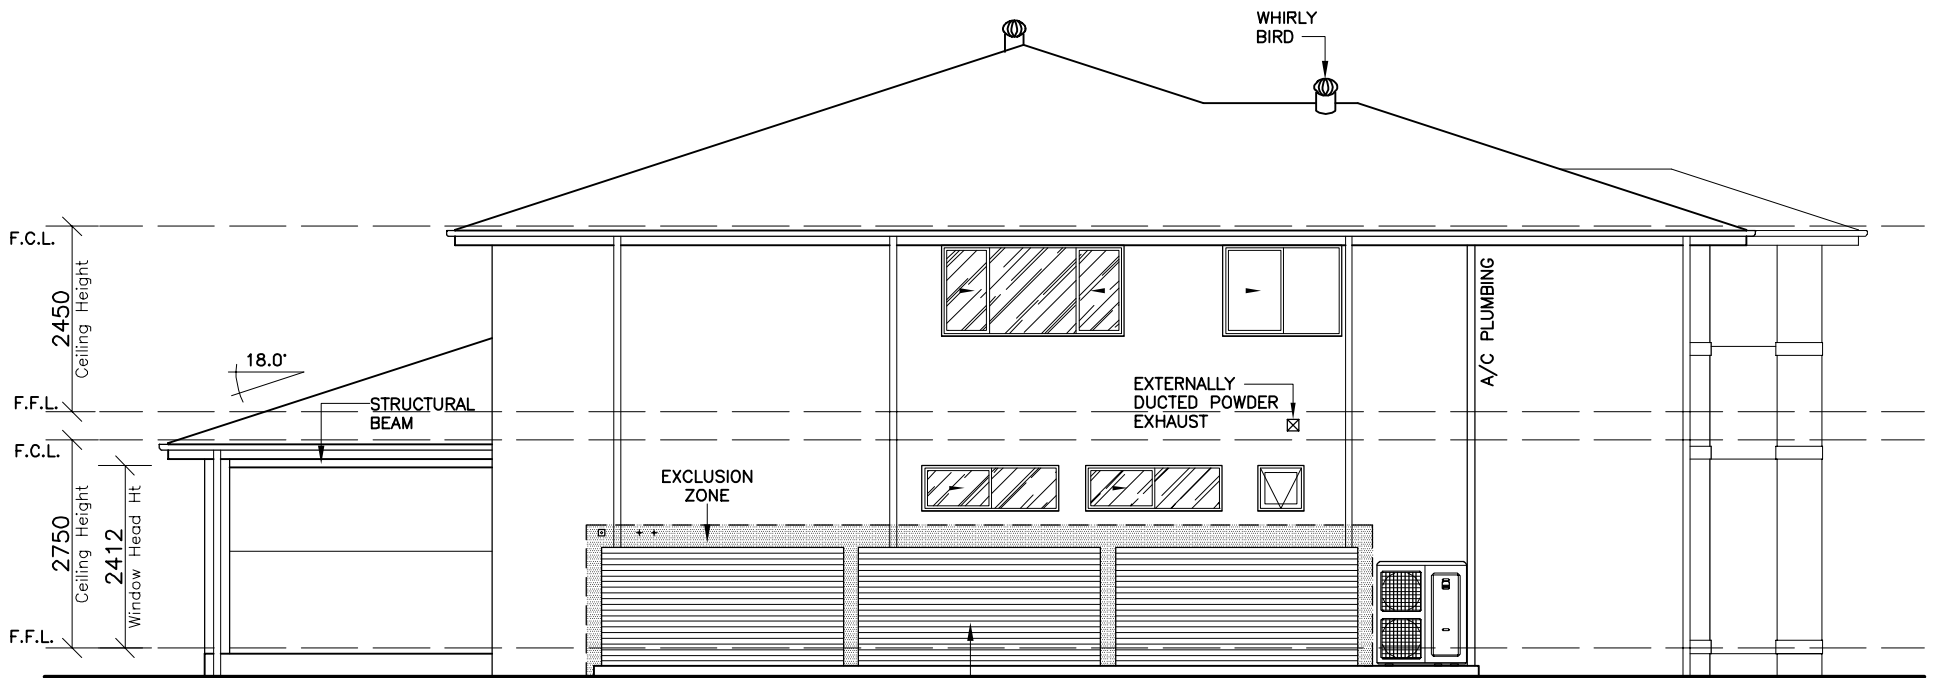 WHIRLY
BIRD
F.C.L.
2450
Ceiling Height
A/C PLUMBING
18.0°
F.F.L.
STRUCTURAL
BEAM
EXTERNALLY
DUCTED POWDER
EXHAUST
F.C.L.
EXCLUSION
ZONE
2750
Ceiling Height
2412
Window Head Ht
F.F.L.